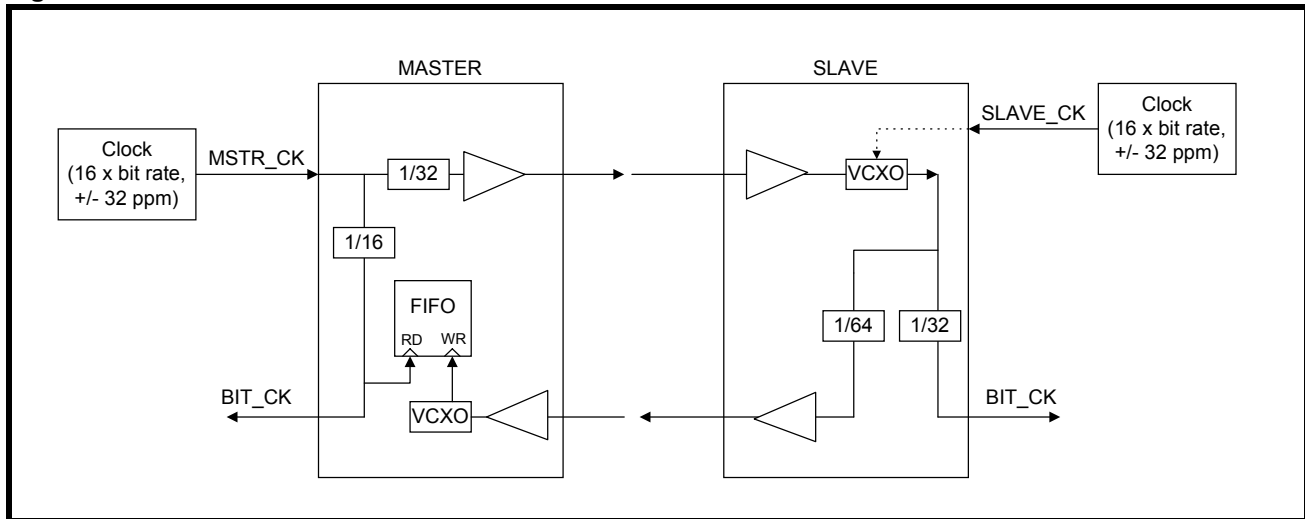 MASTER
SLAVE
Clock
(16 x bit rate,
+/- 32 ppm)
MSTR_CK
1/32
1/16
FIFO
RD WR
VCXO
BIT_CK
VCXO
SLAVE_CK
Clock
(16 x bit rate,
+/- 32 ppm)
1/64
1/32
BIT_CK